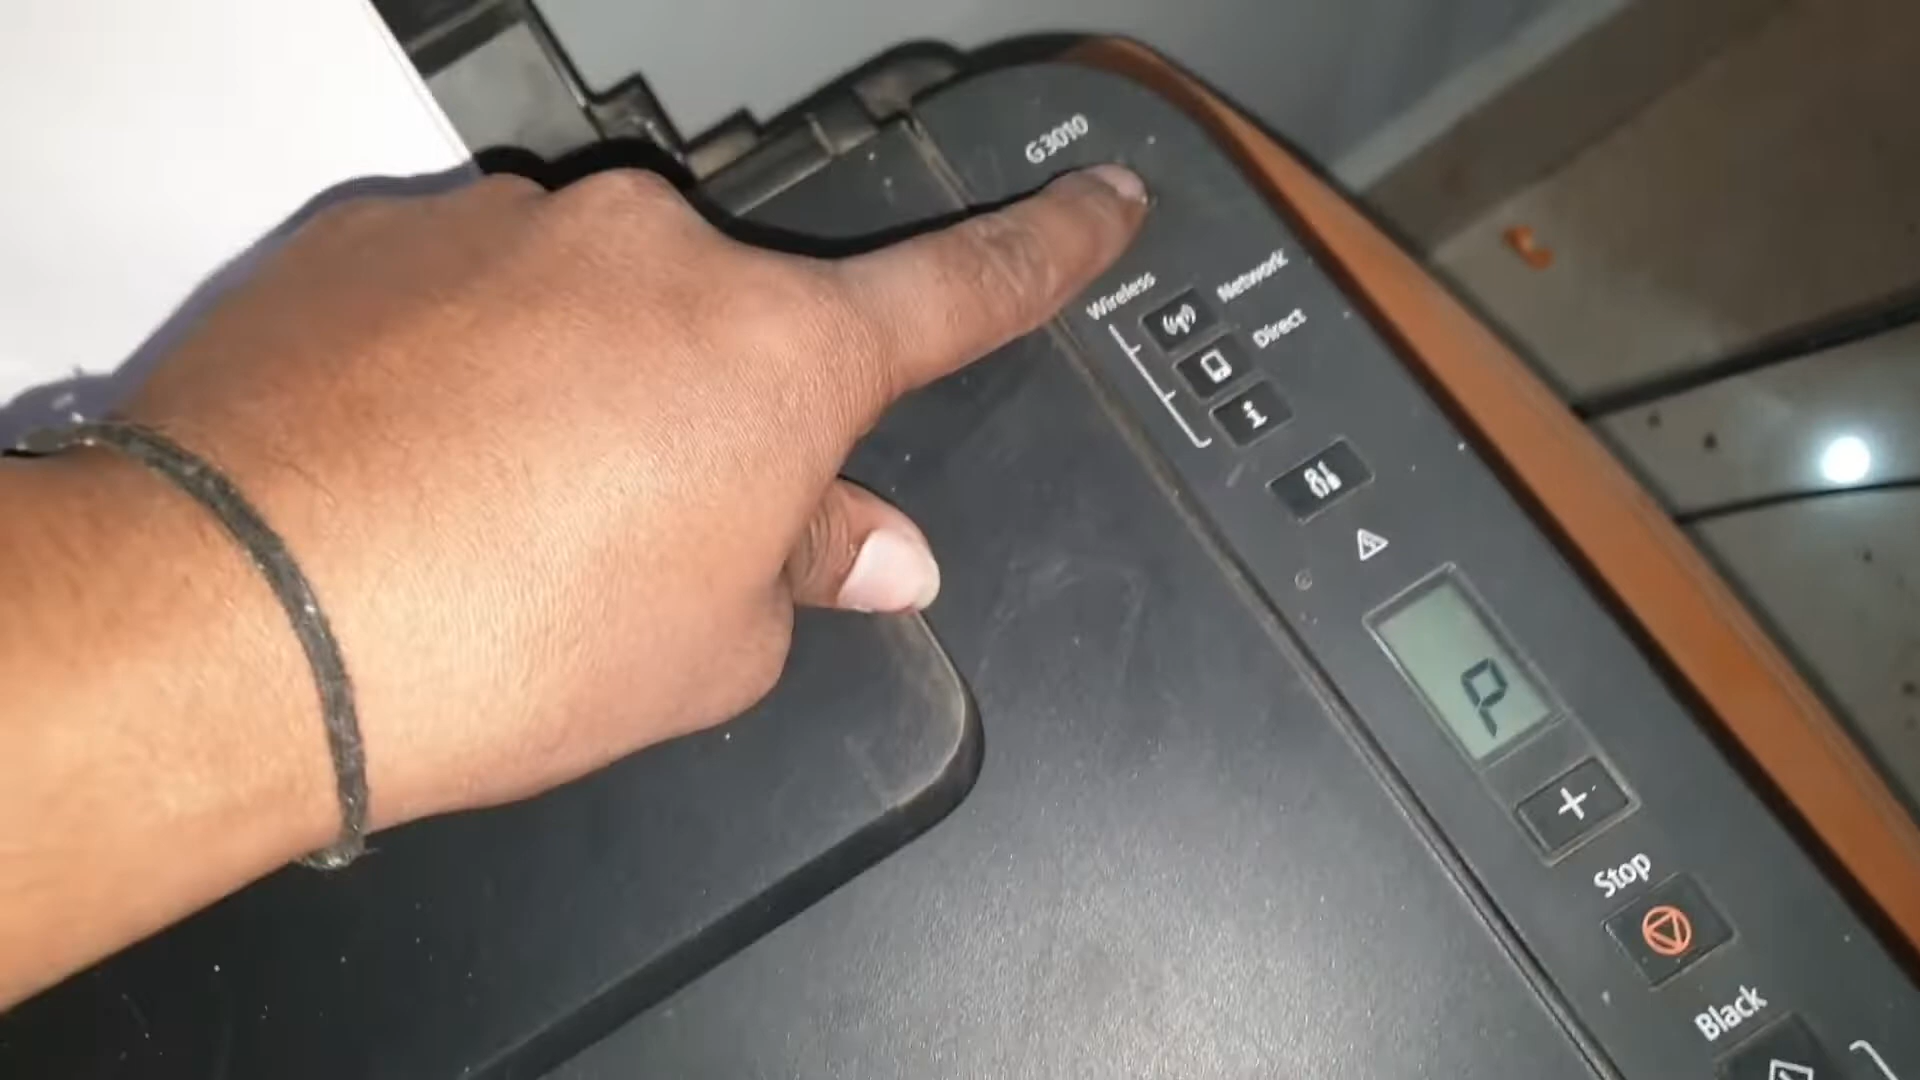 G3010
Wireless
Network
Direct
i
P
+
Stop
Black